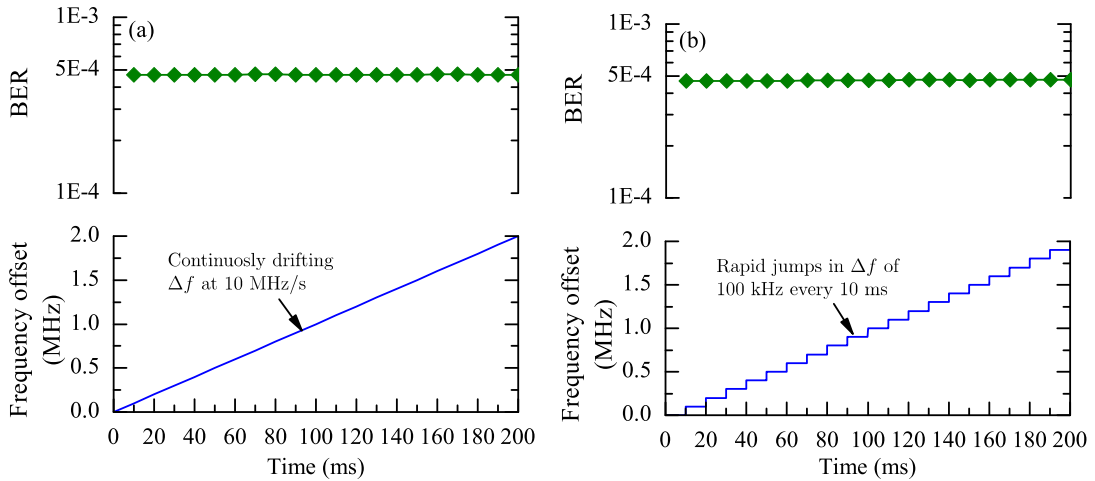 (a)
BER
1E-3
5E-4
1E-4
Frequency offset
(MHz)
2.0
1.5
1.0
0.5
0.0
Continuosly drifting
Δf at 10 MHz/s
0 20 40 60 80 100 120 140 160 180 200
Time (ms)
(b)
BER
1E-3
5E-4
1E-4
Frequency offset
(MHz)
2.0
1.5
1.0
0.5
0.0
Rapid jumps in Δf of
100 kHz every 10 ms
0 20 40 60 80 100 120 140 160 180 200
Time (ms)